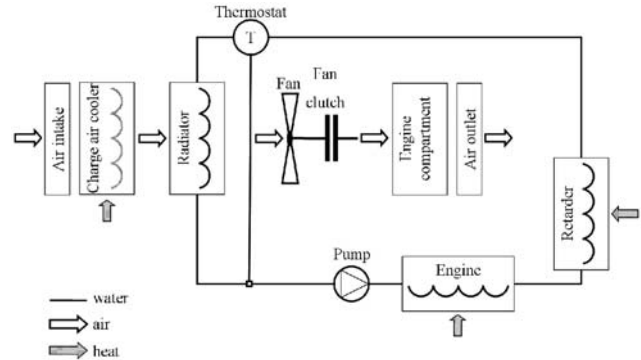 Thermostat
T
Fan
Fan
clutch
Air intake
Charge air cooler
Radiator
Engine
compartment
Air outlet
Retarder
Pump
Engine
water
air
heat